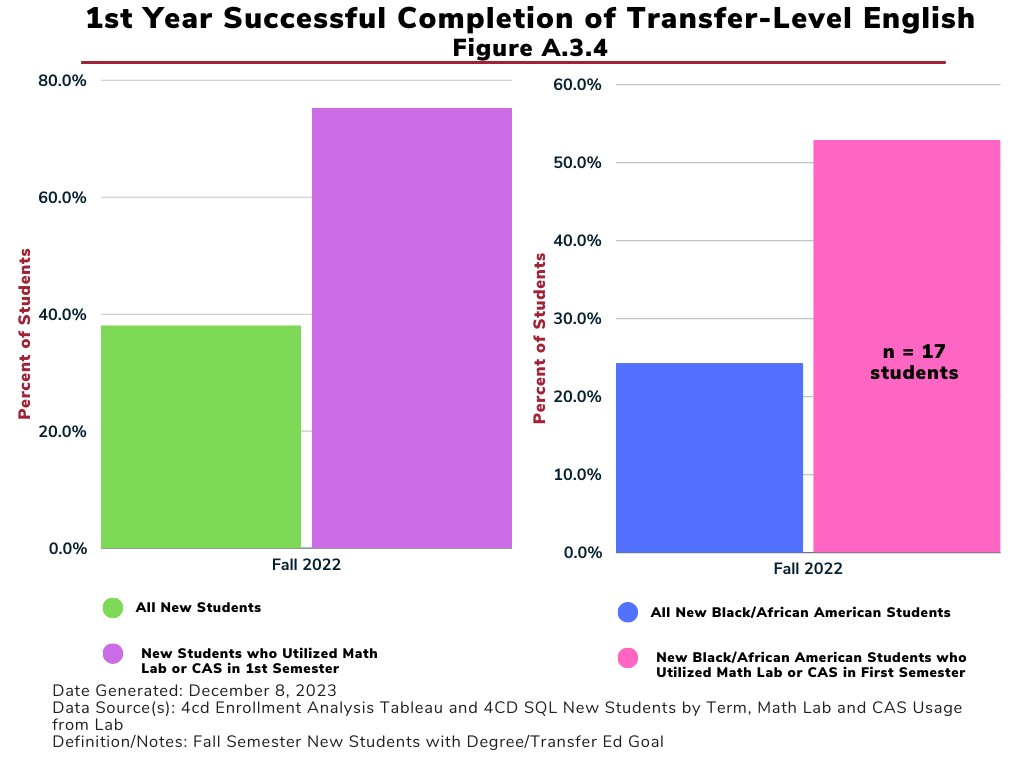 1st Year Successful Completion of Transfer-Level English
Figure A.3.4
80.0%
60.0%
40.0%
20.0%
0.0%
Percent of Students
Fall 2022
All New Students
New Students who Utilized Math
Lab or CAS in 1st Semester
60.0%
50.0%
40.0%
30.0%
20.0%
10.0%
0.0%
Percent of Students
n = 17
students
Fall 2022
All New Black/African American Students
New Black/African American Students who
Utilized Math Lab or CAS in First Semester
Date Generated: December 8, 2023
Data Source(s): 4cd Enrollment Analysis Tableau and 4CD SQL New Students by Term, Math Lab and CAS Usage
from Lab
Definition/Notes: Fall Semester New Students with Degree/Transfer Ed Goal